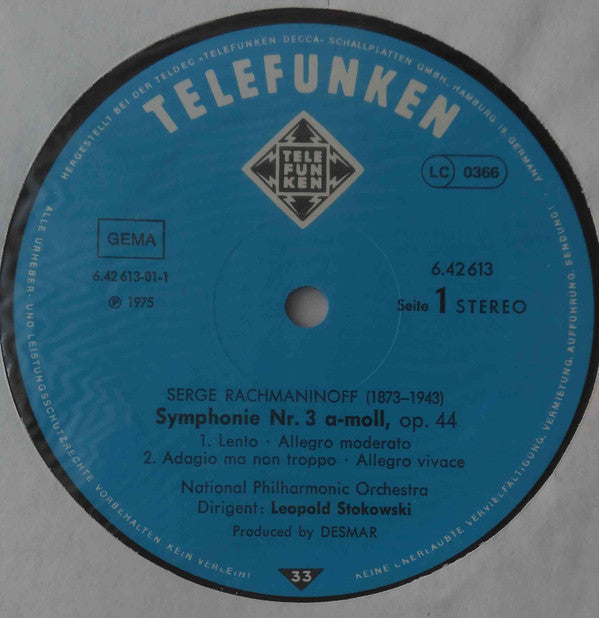 HERGESTELLT BEI DER TELDEC »TELEFUNKEN-DECCA« SCHALLPLATTEN GMBH, HAMBURG 19, GERMANY
TELEFUNKEN
TELE
FUN
KEN
LC 0366
GEMA
6.42 613-01-1
℗ 1975
6.42 613
Seite 1 STEREO
SERGE RACHMANINOFF (1873–1943)
Symphonie Nr. 3 a-moll, op. 44
1. Lento · Allegro moderato
2. Adagio ma non troppo · Allegro vivace
National Philharmonic Orchestra
Dirigent: Leopold Stokowski
Produced by DESMAR
33
ALLE URHEBER- UND LEISTUNGSSCHUTZRECHTE VORBEHALTEN KEIN VERLEIH!
KEINE UNERLAUBTE VERVIELFÄLTIGUNG, VERMIETUNG, AUFFÜHRUNG, SENDUNG!